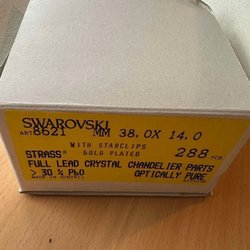 SWAROVSKI
ART 8621 MM 38.0X 14.0
WITH STARCLIPS
GOLD PLATED 288 PCS.
STRASS®
FULL LEAD CRYSTAL CHANDELIER PARTS
> 30 % PbO OPTICALLY PURE
MADE IN AUSTRIA